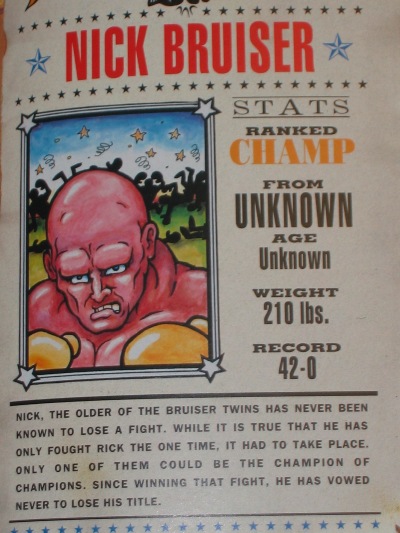 NICK BRUISER
STATS
RANKED
CHAMP
FROM
UNKNOWN
AGE
Unknown
WEIGHT
210 lbs.
RECORD
42-0
NICK, THE OLDER OF THE BRUISER TWINS HAS NEVER BEEN
KNOWN TO LOSE A FIGHT. WHILE IT IS TRUE THAT HE HAS
ONLY FOUGHT RICK THE ONE TIME, IT HAD TO TAKE PLACE.
ONLY ONE OF THEM COULD BE THE CHAMPION OF
CHAMPIONS. SINCE WINNING THAT FIGHT, HE HAS VOWED
NEVER TO LOSE HIS TITLE.